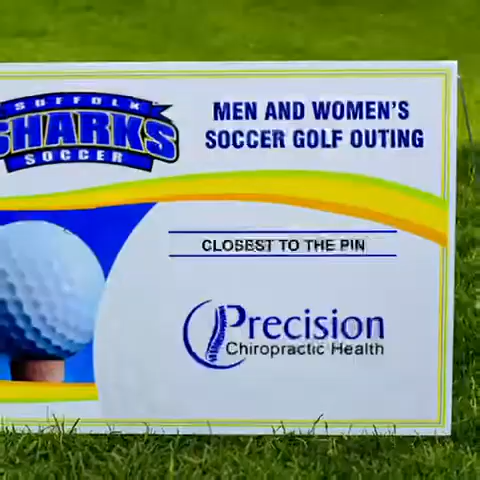 SUFFOLK
SHARKS
SOCCER
MEN AND WOMEN'S
SOCCER GOLF OUTING
CLOSEST TO THE PIN
Precision
Chiropractic Health